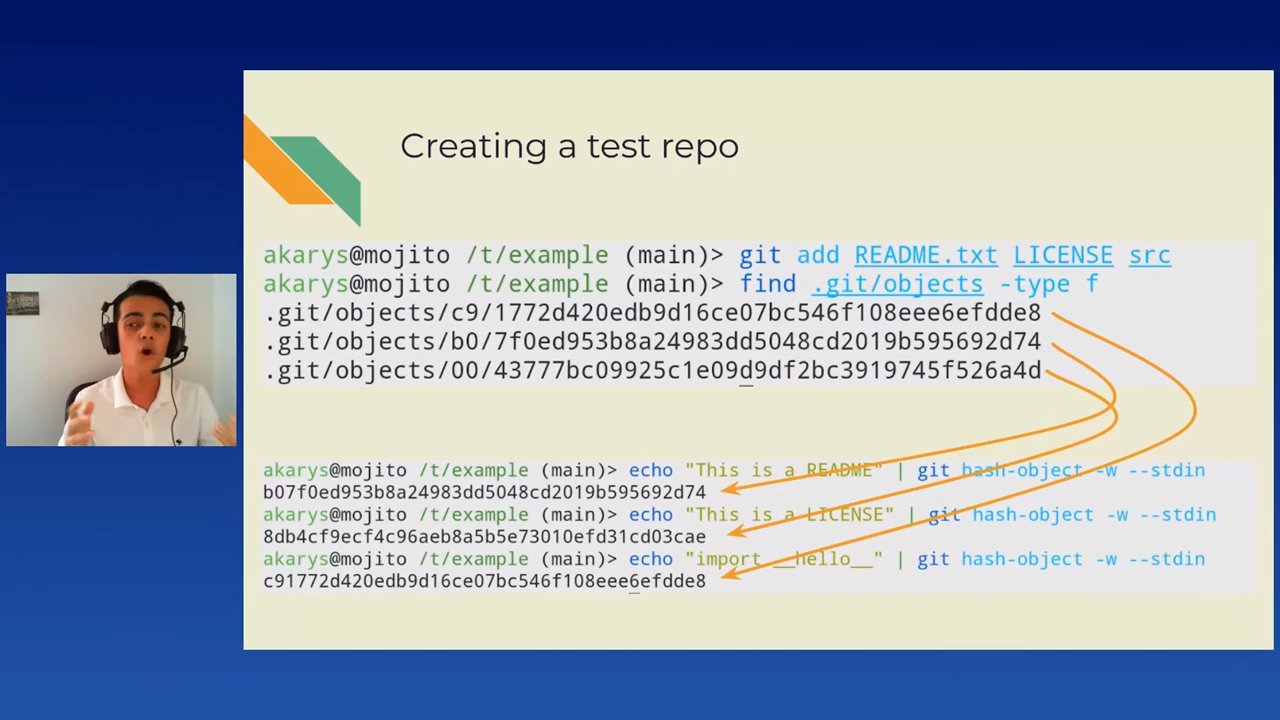 Creating a test repo
akarys@mojito /t/example (main)> git add README.txt LICENSE src
akarys@mojito /t/example (main)> find .git/objects -type f
.git/objects/c9/1772d420edb9d16ce07bc546f108eee6efdde8
.git/objects/b0/7f0ed953b8a24983dd5048cd2019b595692d74
.git/objects/00/43777bc09925c1e09d9df2bc3919745f526a4d
akarys@mojito /t/example (main)> echo "This is a README" | git hash-object -w --stdin
b07f0ed953b8a24983dd5048cd2019b595692d74
akarys@mojito /t/example (main)> echo "This is a LICENSE" | git hash-object -w --stdin
8db4cf9ecf4c96aeb8a5b5e73010efd31cd03cae
akarys@mojito /t/example (main)> echo "import __hello__" | git hash-object -w --stdin
c91772d420edb9d16ce07bc546f108eee6efdde8